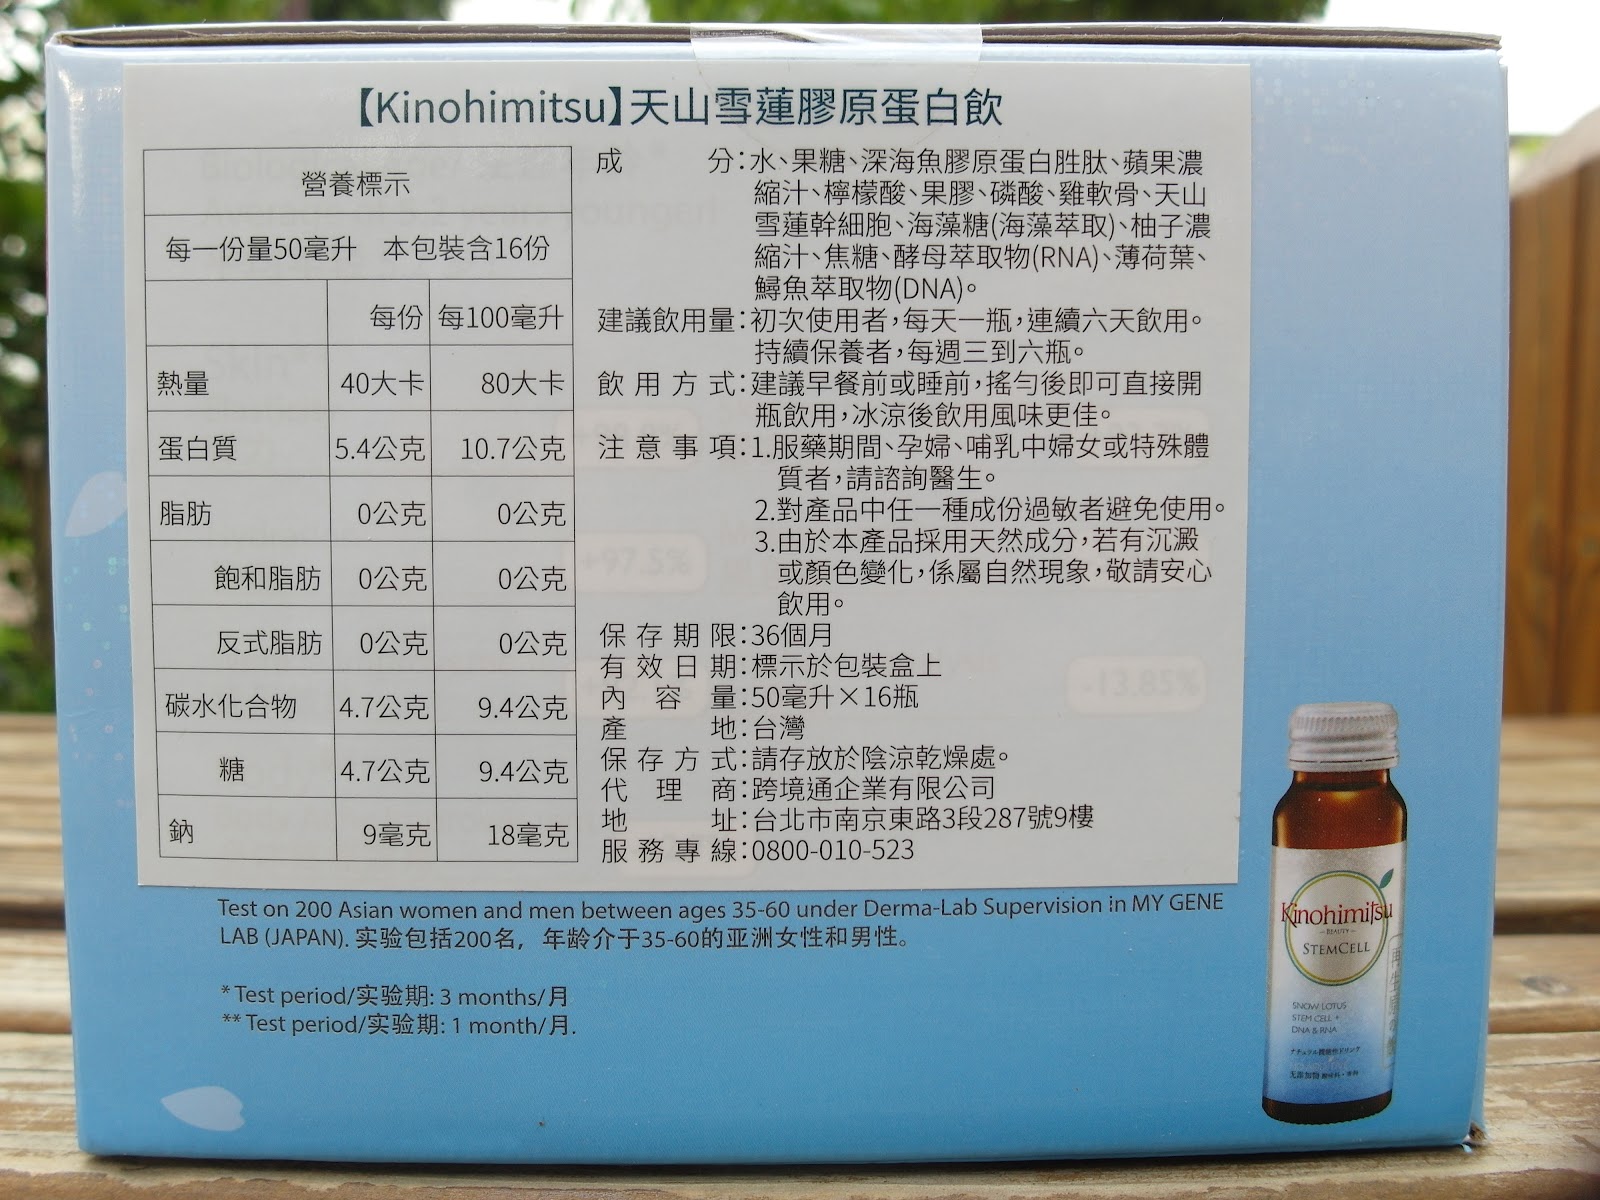 【Kinohimitsu】天山雪蓮膠原蛋白飲
營養標示
每一份量50毫升 本包裝含16份
每份 每100毫升
熱量 40大卡 80大卡
蛋白質 5.4公克 10.7公克
脂肪 0公克 0公克
飽和脂肪 0公克 0公克
反式脂肪 0公克 0公克
碳水化合物 4.7公克 9.4公克
糖 4.7公克 9.4公克
鈉 9毫克 18毫克
成分:水、果糖、深海魚膠原蛋白胜肽、蘋果濃
縮汁、檸檬酸、果膠、磷酸、雞軟骨、天山
雪蓮幹細胞、海藻糖(海藻萃取)、柚子濃
縮汁、焦糖、酵母萃取物(RNA)、薄荷葉、
鱘魚萃取物(DNA)。
建議飲用量:初次使用者,每天一瓶,連續六天飲用。
持續保養者,每週三到六瓶。
飲用方式:建議早餐前或睡前,搖勻後即可直接開
瓶飲用,冰涼後飲用風味更佳。
注意事項:1.服藥期間、孕婦、哺乳中婦女或特殊體
質者,請諮詢醫生。
2.對產品中任一種成份過敏者避免使用。
3.由於本產品採用天然成分,若有沉澱
或顏色變化,係屬自然現象,敬請安心
飲用。
保存期限:36個月
有效日期:標示於包裝盒上
內容量:50毫升×16瓶
產地:台灣
保存方式:請存放於陰涼乾燥處。
代理商:跨境通企業有限公司
地址:台北市南京東路3段287號9樓
服務專線:0800-010-523
+97.5%
-13.85%
Test on 200 Asian women and men between ages 35-60 under Derma-Lab Supervision in MY GENE
LAB (JAPAN). 实验包括200名，年龄介于35-60的亚洲女性和男性。
* Test period/实验期: 3 months/月
** Test period/实验期: 1 month/月.
Kinohimitsu
BEAUTY
STEMCELL
SNOW LOTUS
STEM CELL +
DNA & RNA